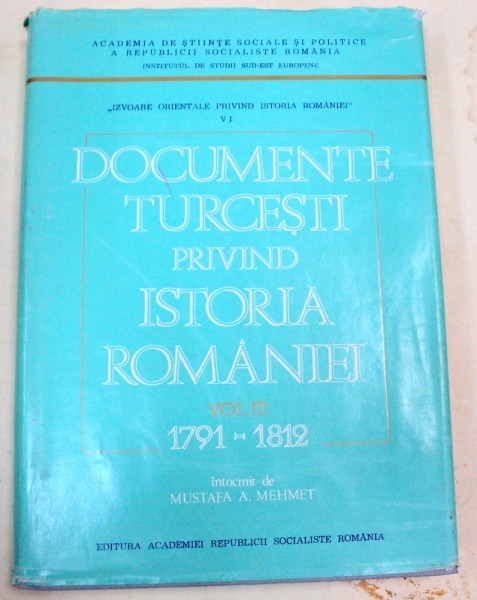 ACADEMIA DE ȘTIINȚE SOCIALE ȘI POLITICE
A REPUBLICII SOCIALISTE ROMÂNIA
INSTITUTUL DE STUDII SUD-EST EUROPENE
„IZVOARE ORIENTALE PRIVIND ISTORIA ROMÂNIEI”
VI
DOCUMENTE
TURCEȘTI
PRIVIND
ISTORIA
ROMÂNIEI
VOL. III
1791 - 1812
întocmit de
MUSTAFA A. MEHMET
EDITURA ACADEMIEI REPUBLICII SOCIALISTE ROMÂNIA